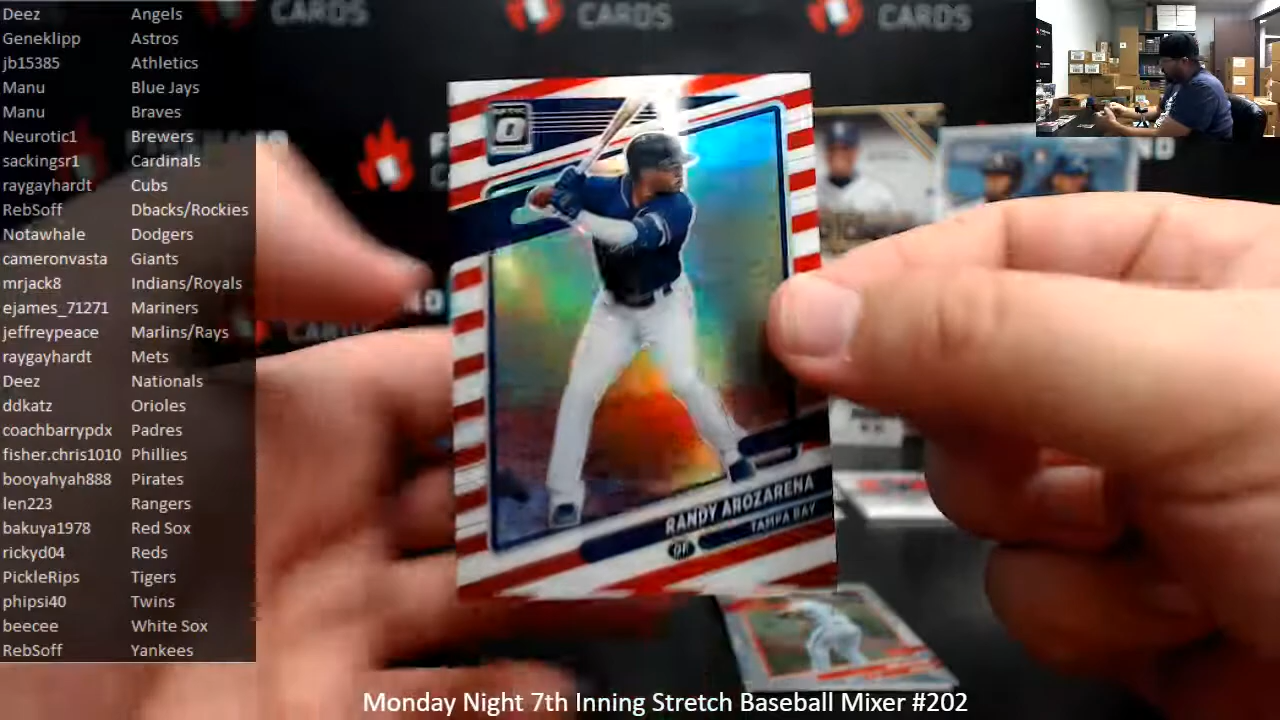 Deez Angels
Geneklipp Astros
jb15385 Athletics
Manu Blue Jays
Manu Braves
Neurotic1 Brewers
sackingsr1 Cardinals
raygayhardt Cubs
RebSoff Dbacks/Rockies
Notawhale Dodgers
cameronvasta Giants
mrjack8 Indians/Royals
ejames_71271 Mariners
jeffreypeace Marlins/Rays
raygayhardt Mets
Deez Nationals
ddkatz Orioles
coachbarrypdx Padres
fisher.chris1010 Phillies
booyahyah888 Pirates
len223 Rangers
bakuya1978 Red Sox
rickyd04 Reds
PickleRips Tigers
phipsi40 Twins
beecee White Sox
RebSoff Yankees
CARDS
CARDS
CARDS
RANDY AROZARENA
OF TAMPA BAY
Monday Night 7th Inning Stretch Baseball Mixer #202